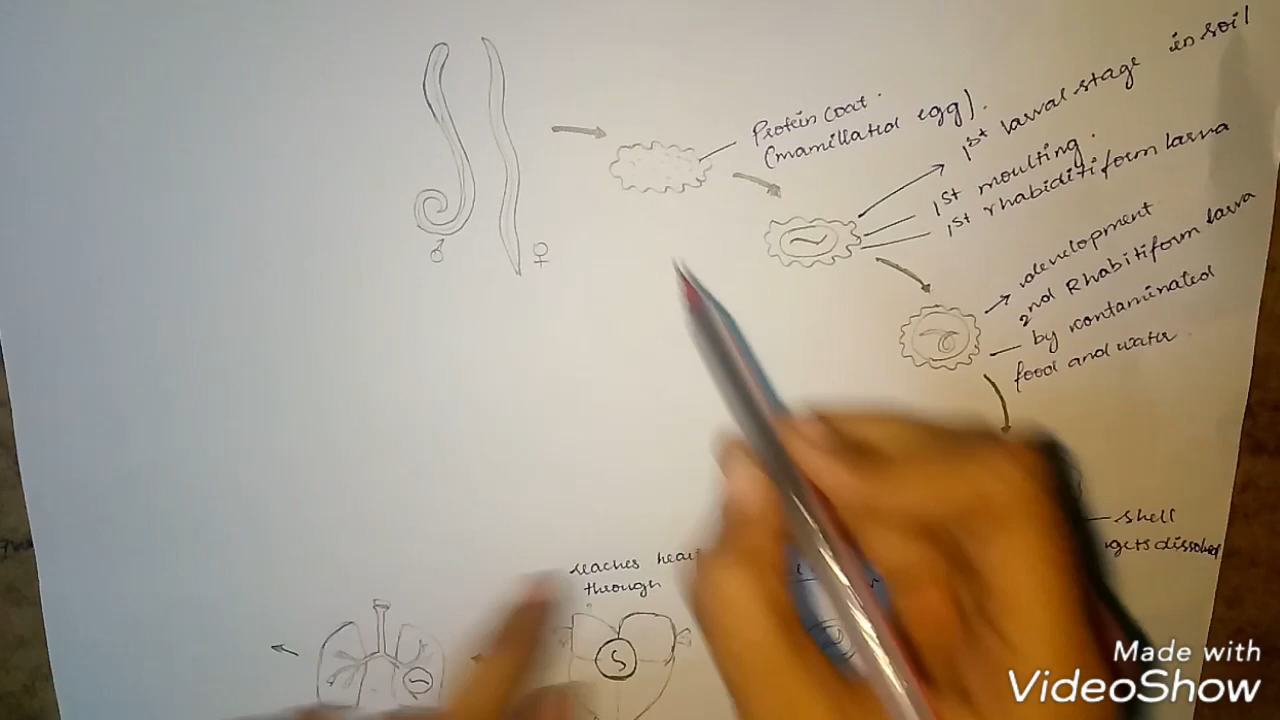 Protein coat.
(mamillated egg).
1st larval stage in soil
1st moulting.
1st rhabiditiform larva
development
2nd Rhabitiform larva
by contaminated
food and water.
shell
gets dissolved
reaches
through
♂
♀
S
Made with
VideoShow